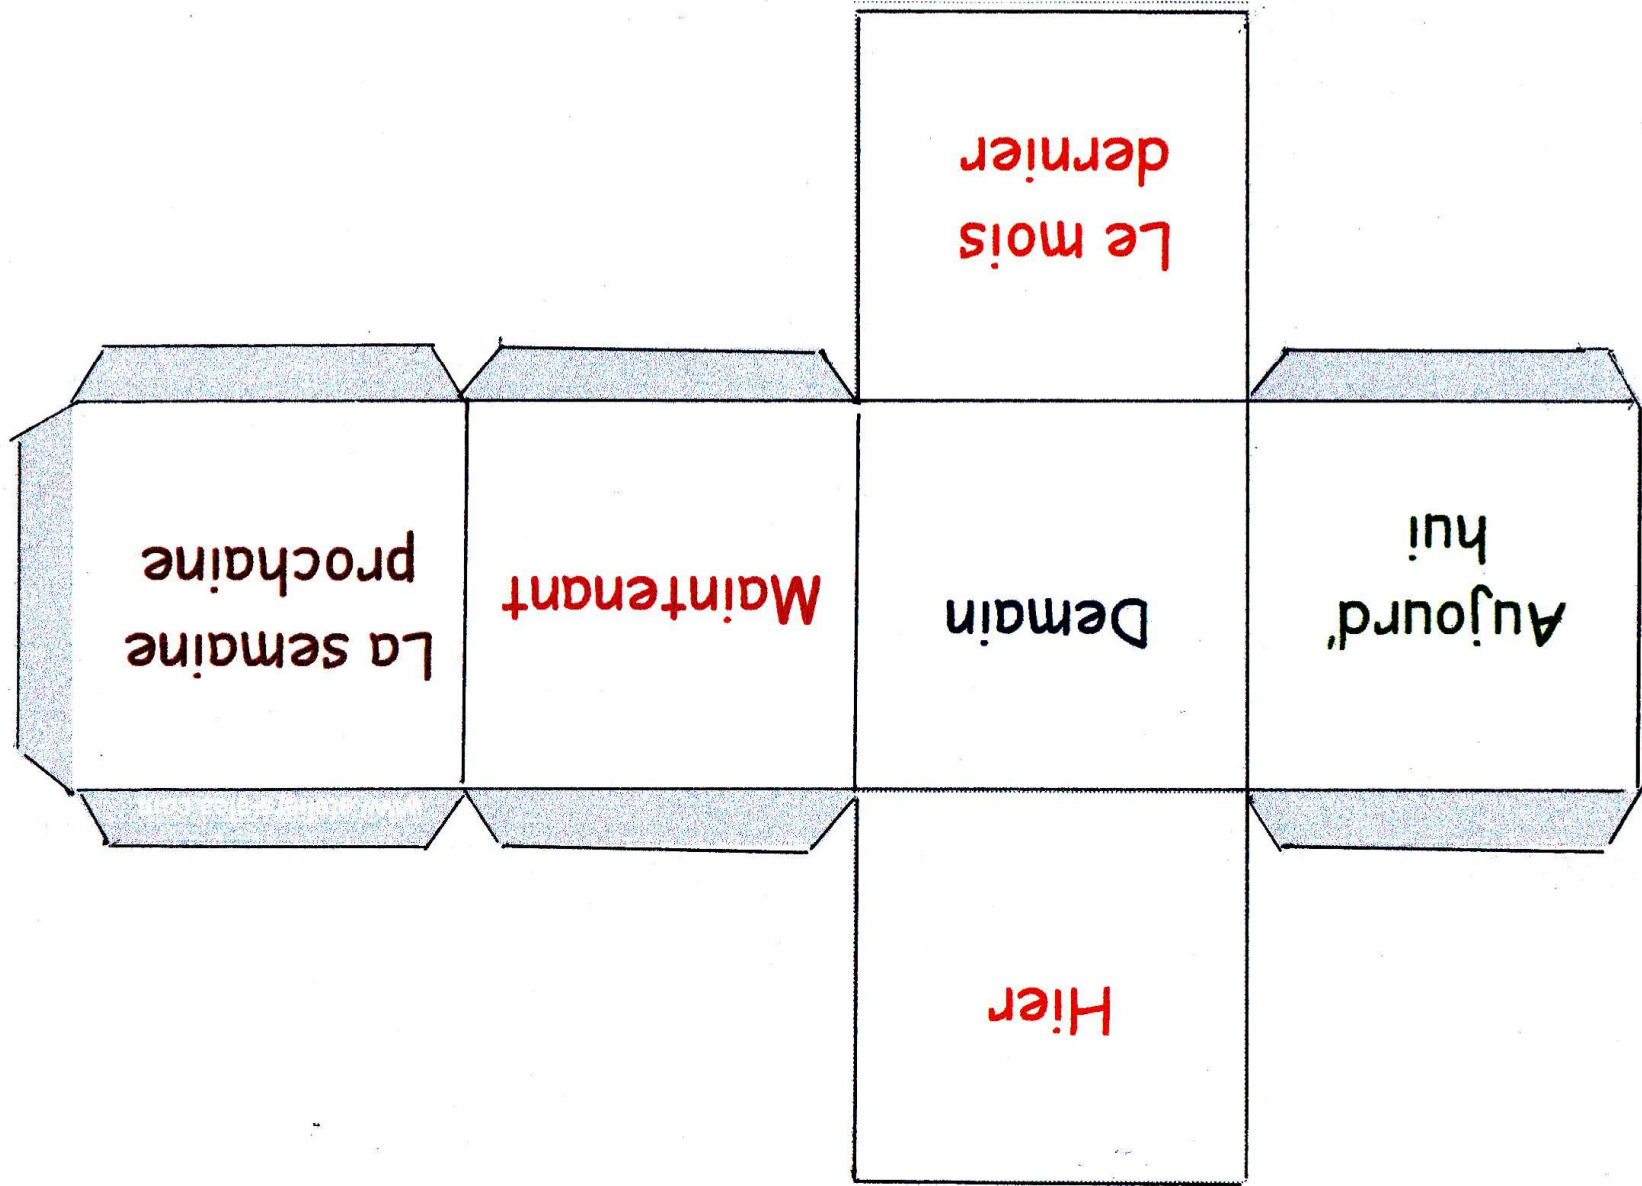 Hier
Aujourd'
hui
Demain
Maintenant
La semaine
prochaine
Le mois
dernier